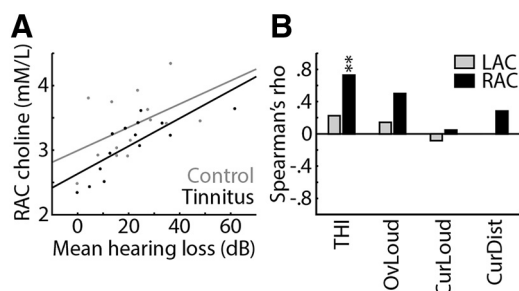 A
RAC choline (mM/L)
4
3
2
Control
Tinnitus
0 20 40 60
Mean hearing loss (dB)
B
Spearman's rho
.8
.4
0
-.4
-.8
**
LAC
RAC
THI
OvLoud
CurLoud
CurDist